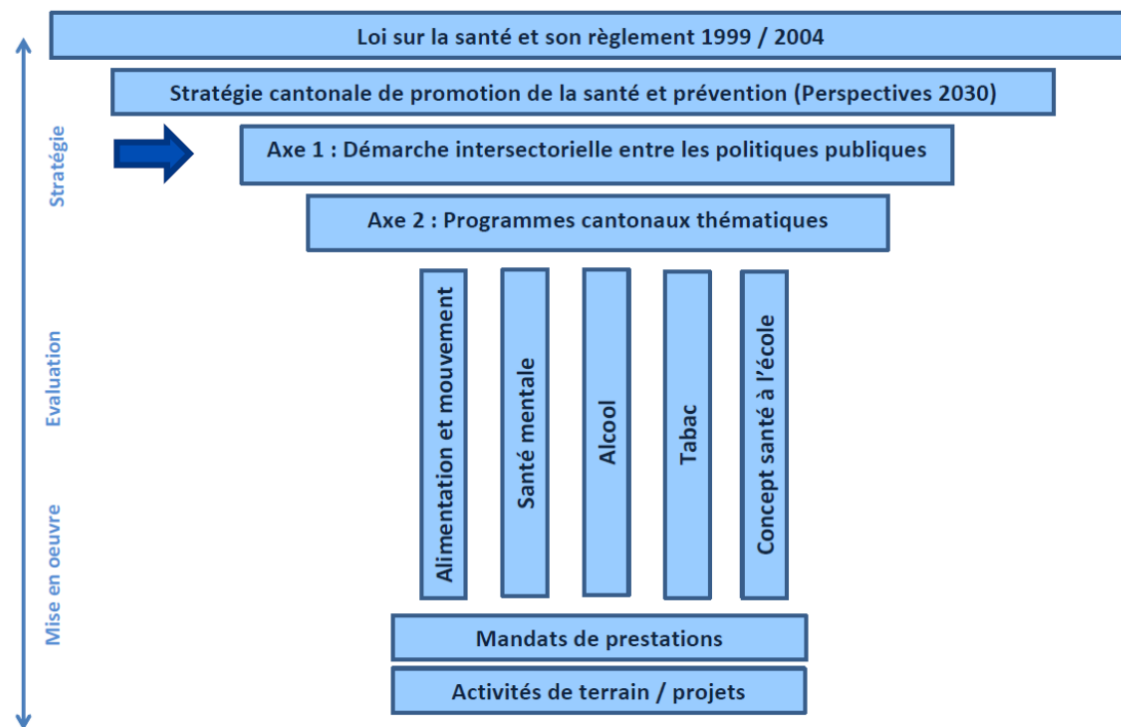 Loi sur la santé et son règlement 1999 / 2004
Stratégie cantonale de promotion de la santé et prévention (Perspectives 2030)
Axe 1 : Démarche intersectorielle entre les politiques publiques
Axe 2 : Programmes cantonaux thématiques
Stratégie
Evaluation
Mise en oeuvre
Alimentation et mouvement
Santé mentale
Alcool
Tabac
Concept santé à l'école
Mandats de prestations
Activités de terrain / projets